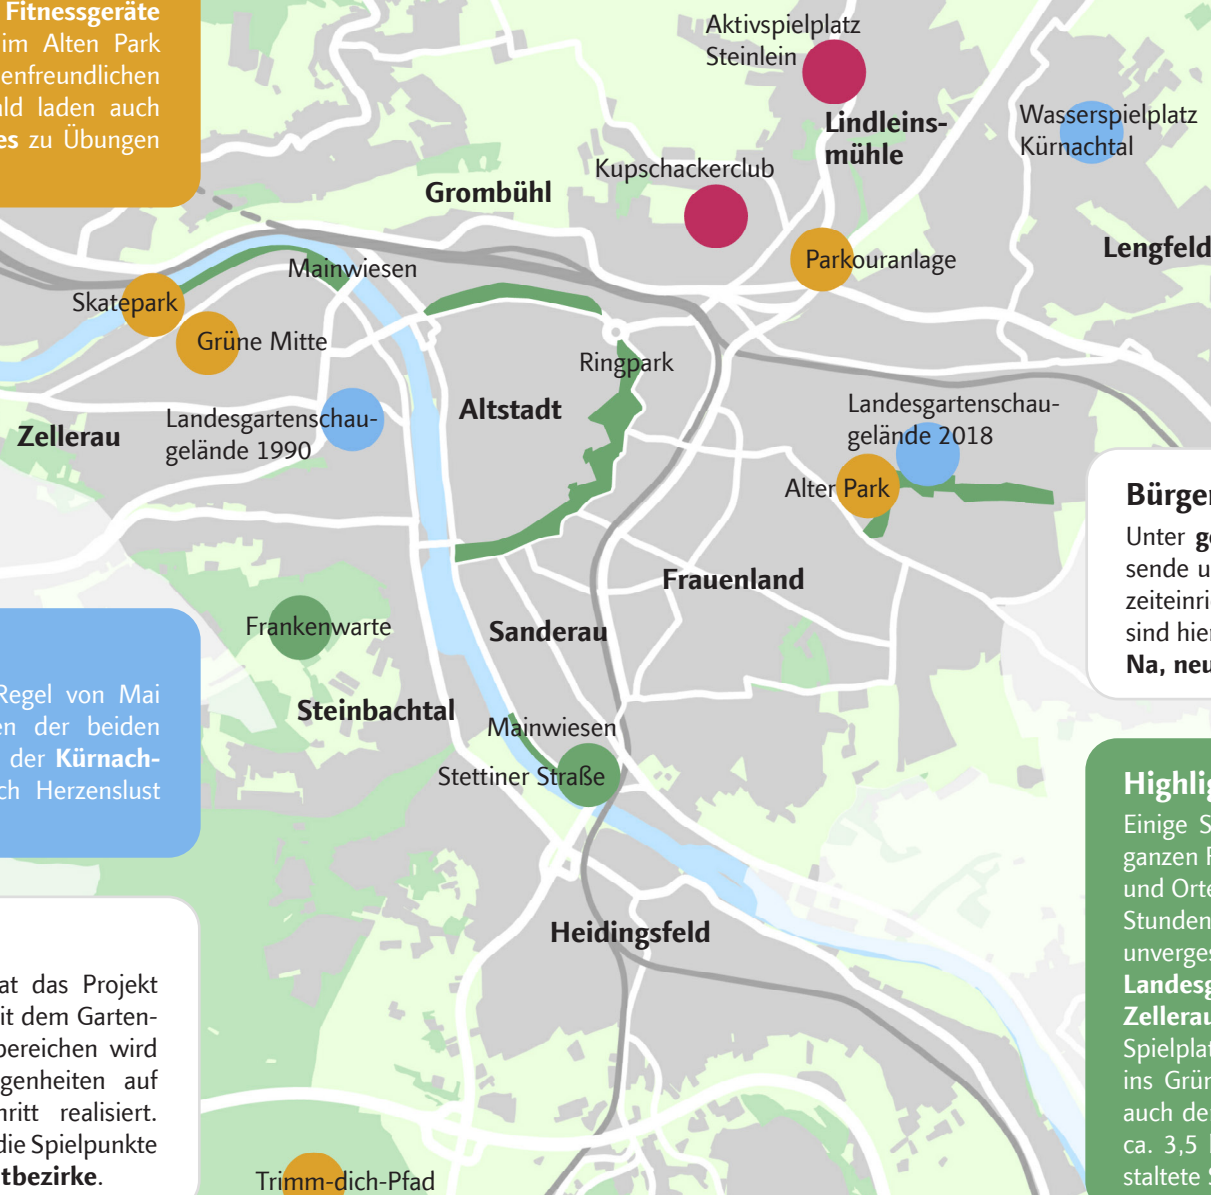 Fitnessgeräte
im Alten Park
enfreundlichen
ald laden auch
es zu Übungen
Aktivspielplatz
Steinlein
Lindleins-
mühle
Wasserspielplatz
Kürnachtal
Kupschackerclub
Grombühl
Lengfeld
Parkouranlage
Mainwiesen
Skatepark
Grüne Mitte
Ringpark
Landesgartenschau-
gelände 1990
Altstadt
Landesgartenschau-
gelände 2018
Zellerau
Alter Park
Bürger
Unter ge
sende u
zeiteinri
sind hier
Na, neu
Frauenland
Frankenwarte
Sanderau
Steinbachtal
Mainwiesen
Stettiner Straße
Regel von Mai
en der beiden
der Kürnach-
ch Herzenslust
Highlig
Einige S
ganzen F
und Orte
Stunden
unverges
Landesg
Zellerau
Spielplat
ins Grün
auch der
ca. 3,5 k
staltete S
Heidingsfeld
at das Projekt
it dem Garten-
bereichen wird
genheiten auf
hritt realisiert.
die Spielpunkte
tbezirke.
Trimm-dich-Pfad